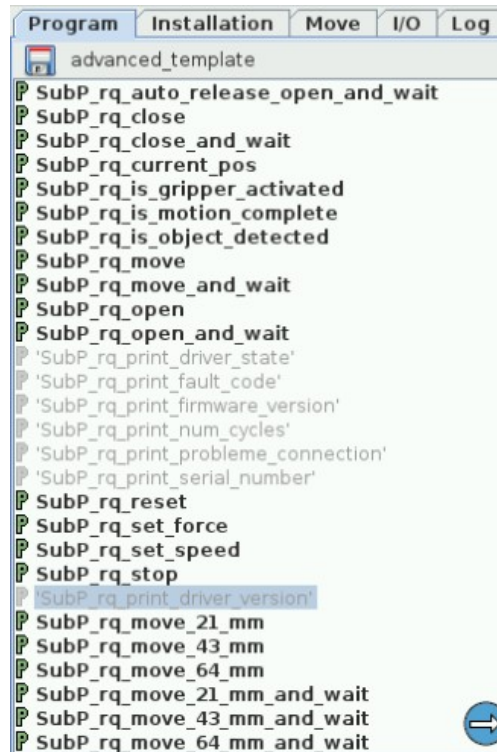 Program Installation Move I/O Log
advanced_template
SubP_rq_auto_release_open_and_wait
SubP_rq_close
SubP_rq_close_and_wait
SubP_rq_current_pos
SubP_rq_is_gripper_activated
SubP_rq_is_motion_complete
SubP_rq_is_object_detected
SubP_rq_move
SubP_rq_move_and_wait
SubP_rq_open
SubP_rq_open_and_wait
'SubP_rq_print_driver_state'
'SubP_rq_print_fault_code'
'SubP_rq_print_firmware_version'
'SubP_rq_print_num_cycles'
'SubP_rq_print_probleme_connection'
'SubP_rq_print_serial_number'
SubP_rq_reset
SubP_rq_set_force
SubP_rq_set_speed
SubP_rq_stop
'SubP_rq_print_driver_version'
SubP_rq_move_21_mm
SubP_rq_move_43_mm
SubP_rq_move_64_mm
SubP_rq_move_21_mm_and_wait
SubP_rq_move_43_mm_and_wait
SubP_rq_move_64_mm_and_wait